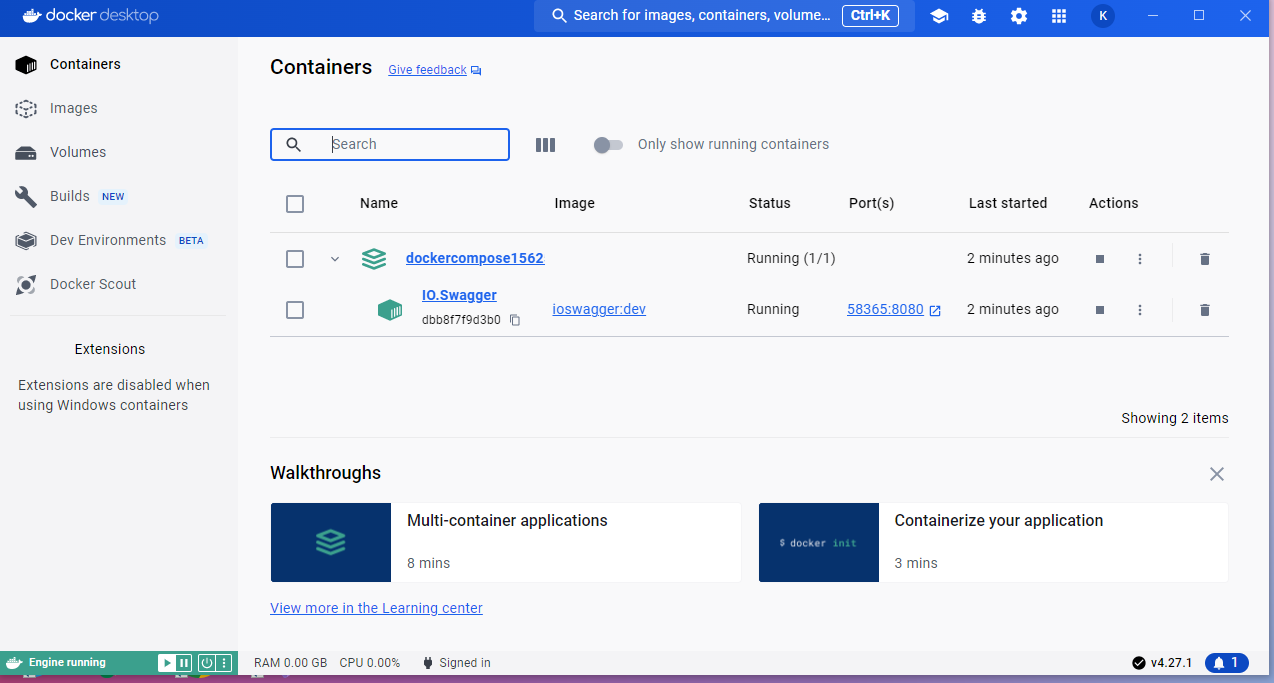 docker desktop
Search for images, containers, volume... Ctrl+K
K
Containers
Images
Volumes
Builds NEW
Dev Environments BETA
Docker Scout
Extensions
Extensions are disabled when
using Windows containers
Containers Give feedback
Search
Only show running containers
Name Image Status Port(s) Last started Actions
dockercompose1562 Running (1/1) 2 minutes ago
IO.Swagger
dbb8f7f9d3b0
ioswagger:dev Running 58365:8080 2 minutes ago
Showing 2 items
Walkthroughs
Multi-container applications
8 mins
$ docker init
Containerize your application
3 mins
View more in the Learning center
Engine running
RAM 0.00 GB CPU 0.00% Signed in
v4.27.1
1